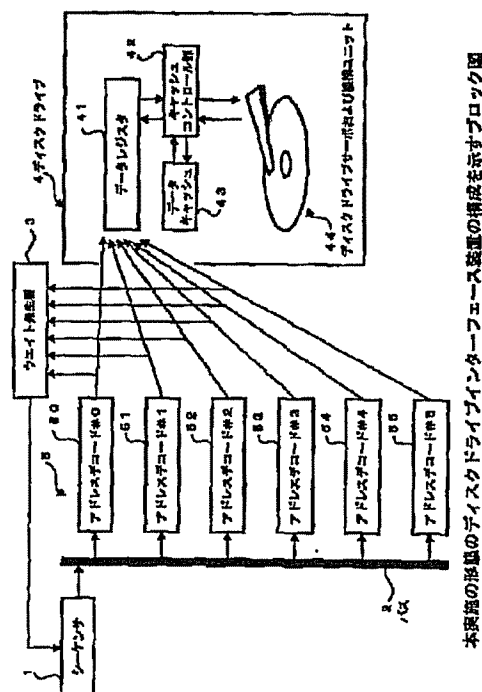 1
シーケンサ
2
バス
3
ウエイト発生部
4 ディスクドライブ
41
データレジスタ
42
キャッシュ
コントロール部
データ
キャッシュ
43
44
ディスクドライブサーボおよび機構ユニット
5
50
アドレスデコード#0
51
アドレスデコード#1
52
アドレスデコード#2
53
アドレスデコード#3
54
アドレスデコード#4
55
アドレスデコード#5
本実施の形態のディスクドライブインターフェース装置の構成を示すブロック図